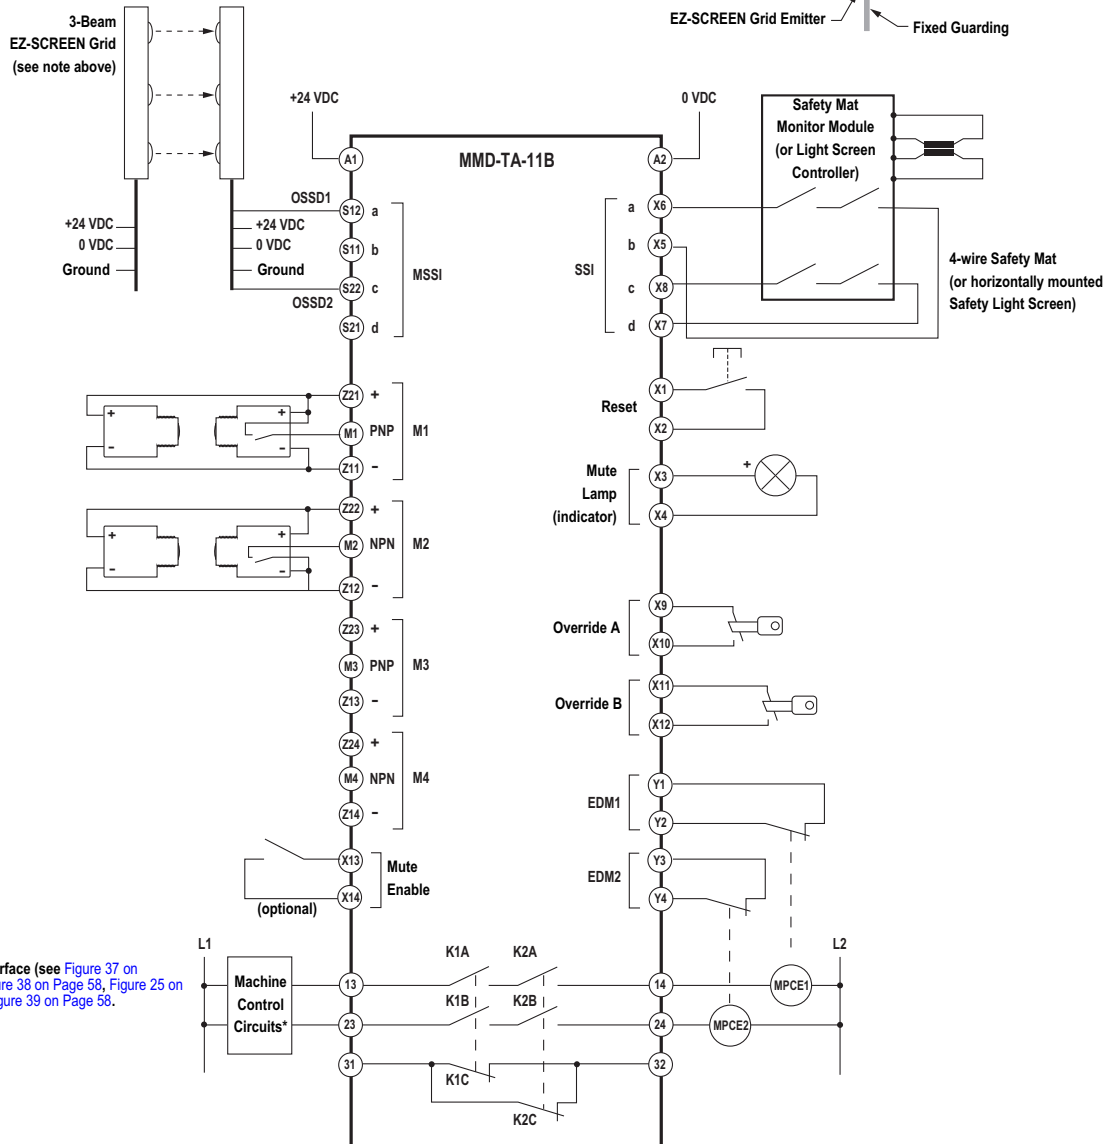 3-Beam
EZ-SCREEN Grid
(see note above)
EZ-SCREEN Grid Emitter
Fixed Guarding
+24 VDC
0 VDC
Safety Mat
Monitor Module
(or Light Screen
Controller)
MMD-TA-11B
A1
A2
OSSD1
S12 a
+24 VDC
0 VDC
Ground
+24 VDC
0 VDC
Ground
S11 b
MSSI
S22 c
OSSD2
S21 d
a X6
b X5
SSI
c X8
d X7
4-wire Safety Mat
(or horizontally mounted
Safety Light Screen)
Z21 +
+ +
M1 PNP M1
- -
Z11 -
X1
Reset
X2
Mute
Lamp
(indicator)
X3
+
X4
Z22 +
+ +
M2 NPN M2
- -
Z12 -
Z23 +
M3 PNP M3
Z13 -
Z24 +
M4 NPN M4
Z14 -
Override A
X9
X10
Override B
X11
X12
EDM1
Y1
Y2
EDM2
Y3
Y4
X13
Mute
Enable
X14
(optional)
rface (see Figure 37 on
re 38 on Page 58, Figure 25 on
gure 39 on Page 58.
L1
Machine
Control
Circuits*
K1A K2A
13
14
MPCE1
L2
K1B K2B
23
24
MPCE2
31
32
K1C
K2C